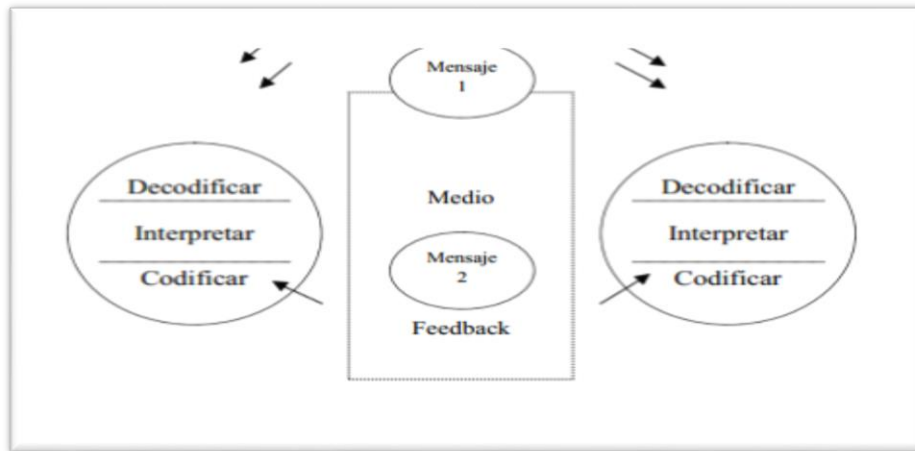 Mensaje
1
Decodificar
Interpretar
Codificar
Medio
Mensaje
2
Feedback
Decodificar
Interpretar
Codificar